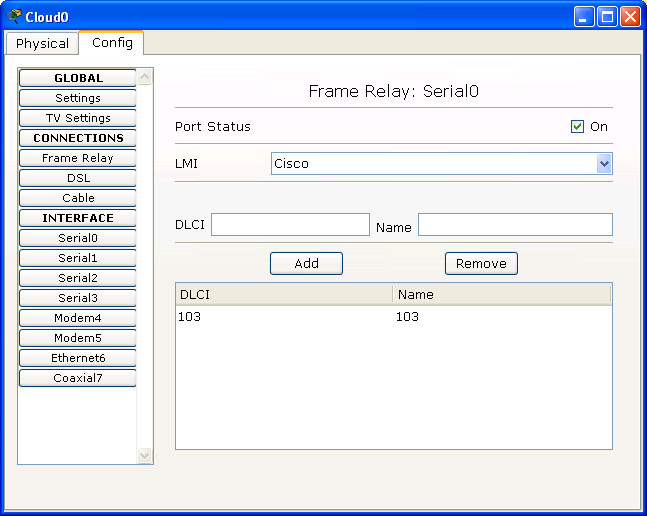 Cloud0
Physical Config
GLOBAL
Settings
TV Settings
CONNECTIONS
Frame Relay
DSL
Cable
INTERFACE
Serial0
Serial1
Serial2
Serial3
Modem4
Modem5
Ethernet6
Coaxial7
Frame Relay: Serial0
Port Status On
LMI Cisco
DLCI Name
Add Remove
DLCI Name
103 103